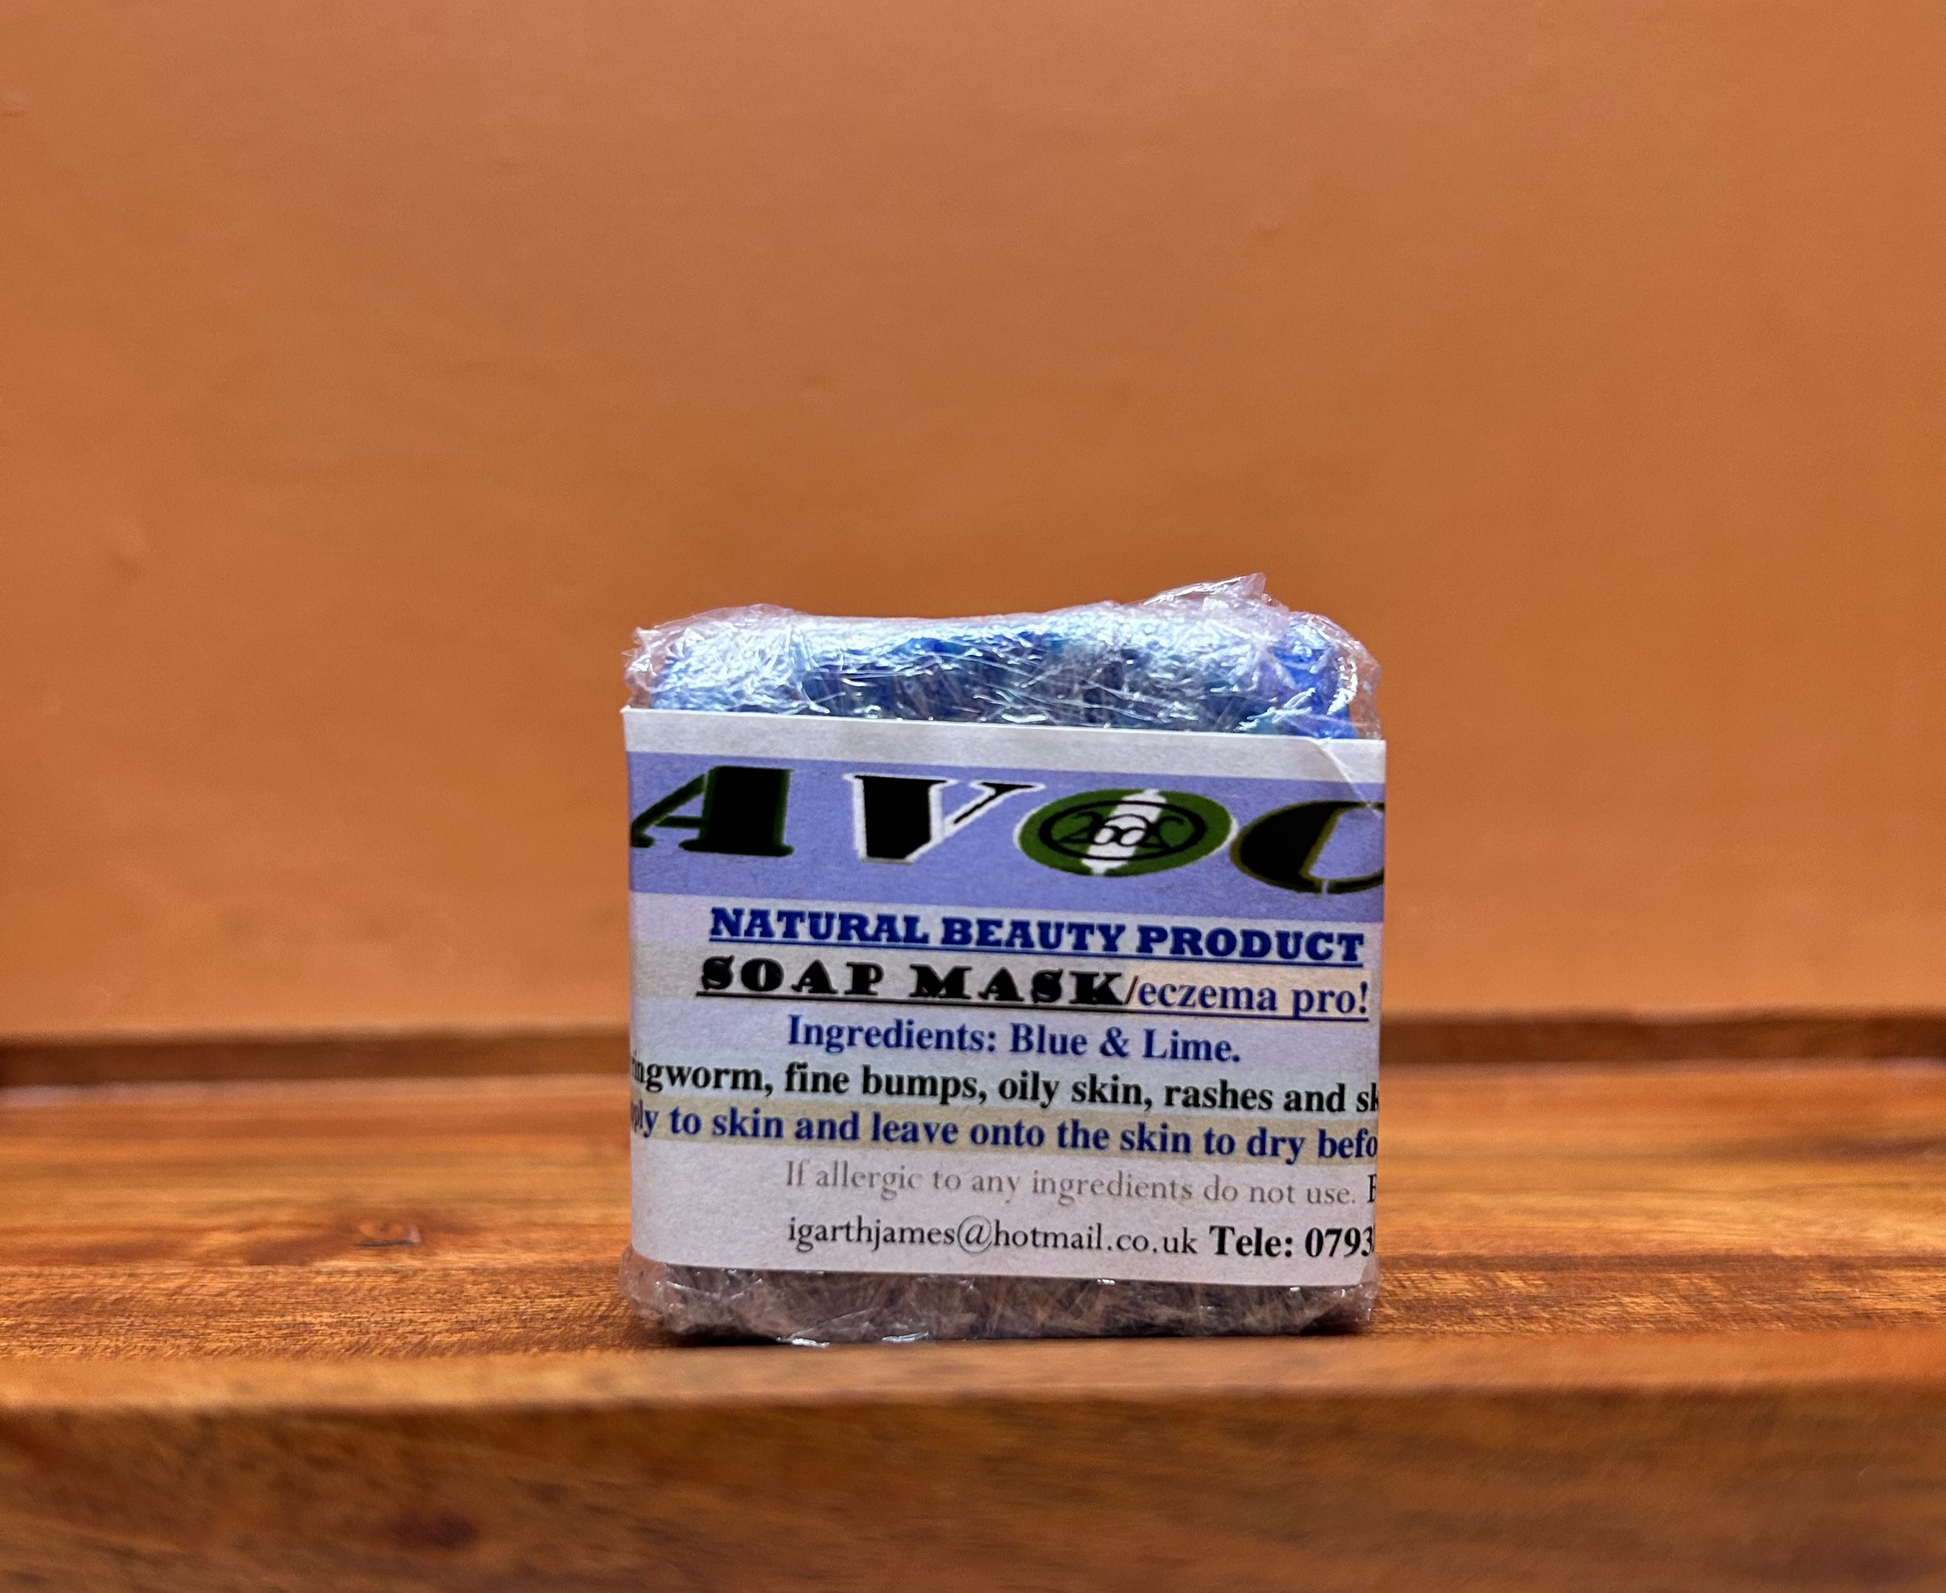 AVOC
NATURAL BEAUTY PRODUCT
SOAP MASK/eczema pro!
Ingredients: Blue & Lime.
ingworm, fine bumps, oily skin, rashes and sk
ply to skin and leave onto the skin to dry befo
If allergic to any ingredients do not use.
igarthjames@hotmail.co.uk Tele: 0793